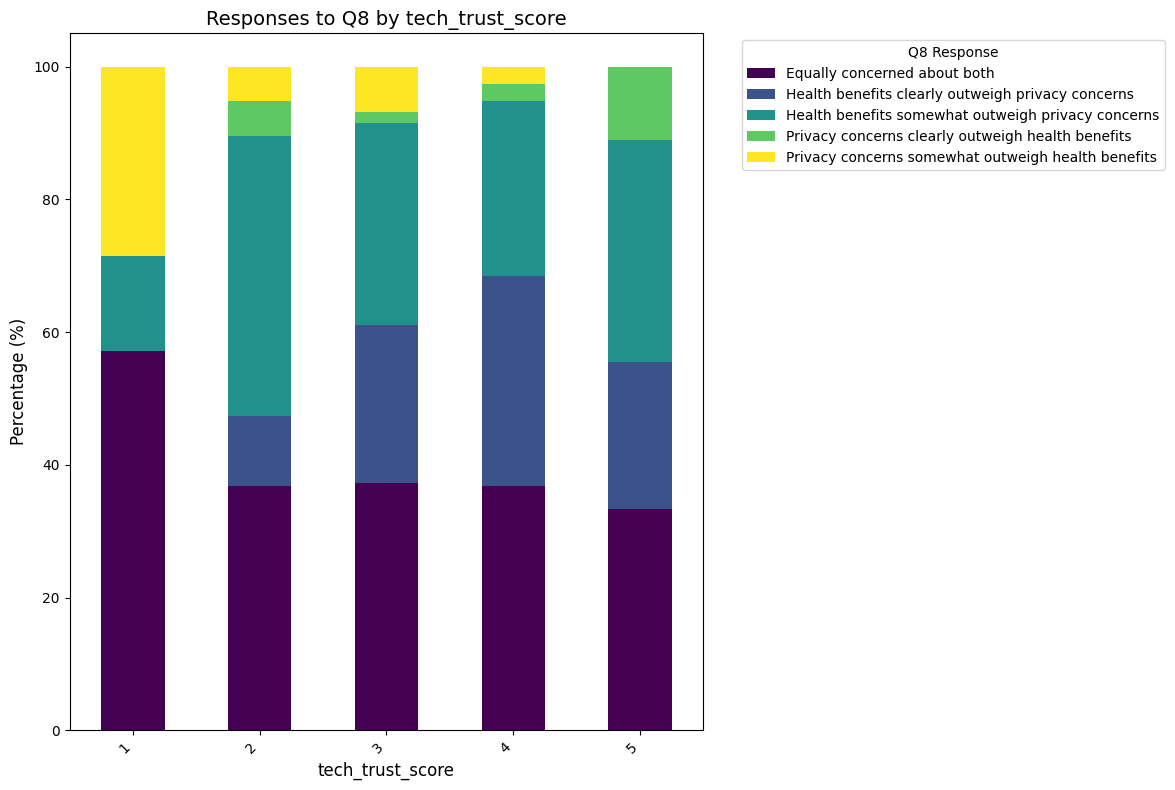 Responses to Q8 by tech_trust_score
Percentage (%)
100
80
60
40
20
0
1
2
3
4
5
tech_trust_score
Q8 Response
Equally concerned about both
Health benefits clearly outweigh privacy concerns
Health benefits somewhat outweigh privacy concerns
Privacy concerns clearly outweigh health benefits
Privacy concerns somewhat outweigh health benefits